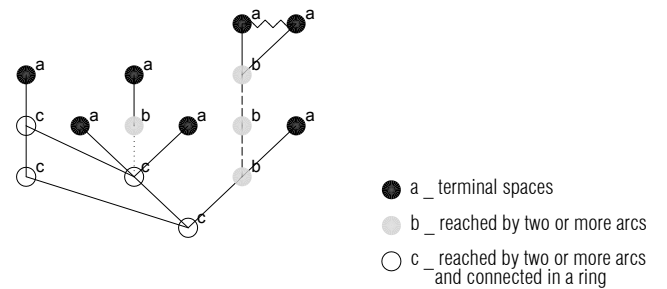 a a
a a b
c a b a b a
c c b
c
a _ terminal spaces
b _ reached by two or more arcs
c _ reached by two or more arcs
and connected in a ring